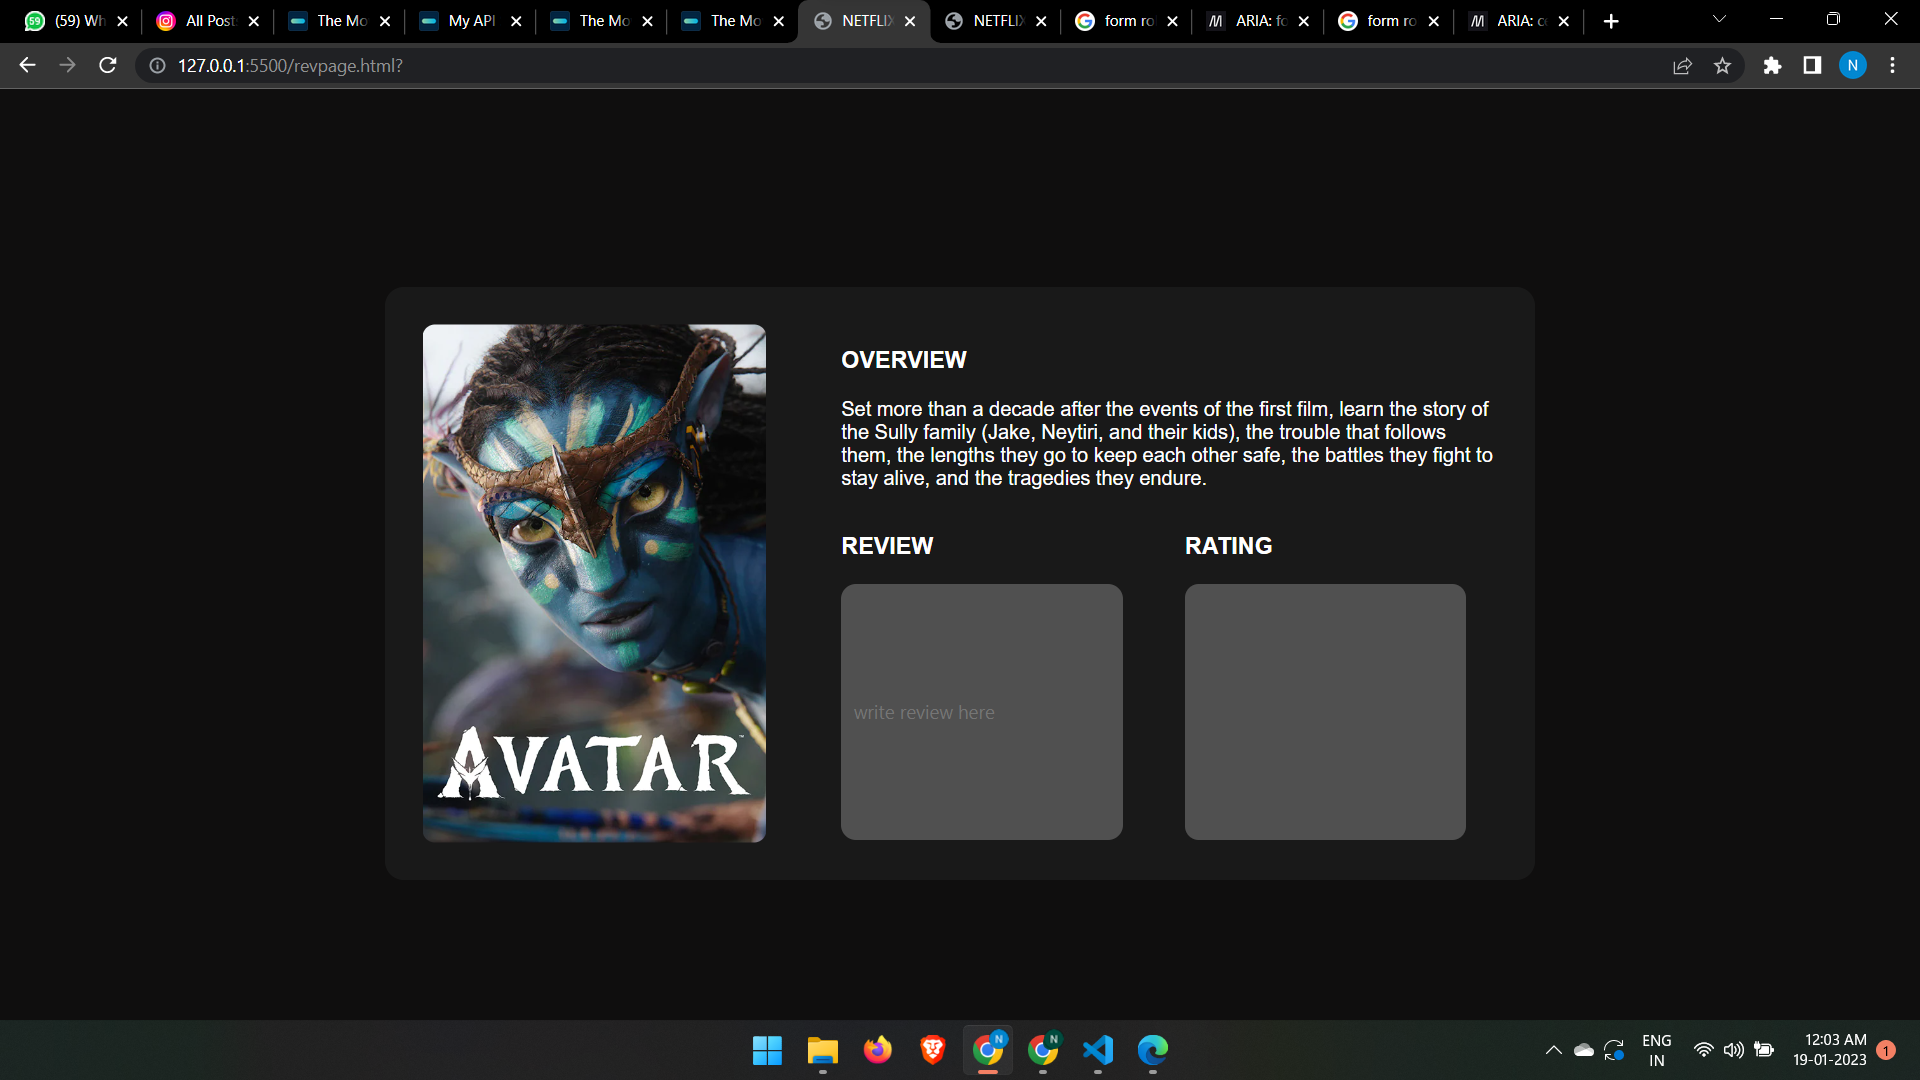 (59) Wh
All Post
The Mo
My API
The Mo
The Mo
NETFLIX
NETFLIX
form ro
ARIA: fo
form ro
ARIA: co
127.0.0.1:5500/revpage.html?
N
OVERVIEW
Set more than a decade after the events of the first film, learn the story of
the Sully family (Jake, Neytiri, and their kids), the trouble that follows
them, the lengths they go to keep each other safe, the battles they fight to
stay alive, and the tragedies they endure.
REVIEW
RATING
write review here
AVATAR™
N
N
ENG
IN
12:03 AM
19-01-2023
1